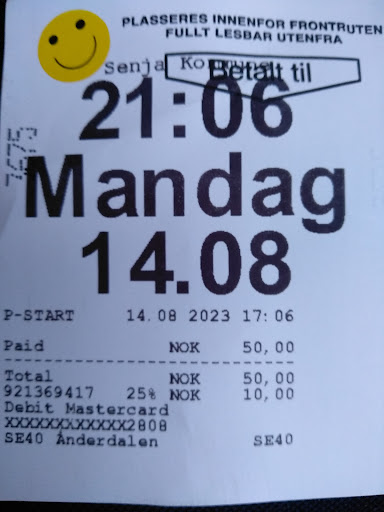 PLASSERES INNENFOR FRONTRUTEN
FULLT LESBAR UTENFRA
Senja Kommune
Betalt til
21:06
Mandag
14.08
7675
P-START 14.08 2023 17:06
Paid NOK 50,00
Total NOK 50,00
921369417 25% NOK 10,00
Debit Mastercard
XXXXXXXXXXXX2808
SE40 Ånderdalen SE40